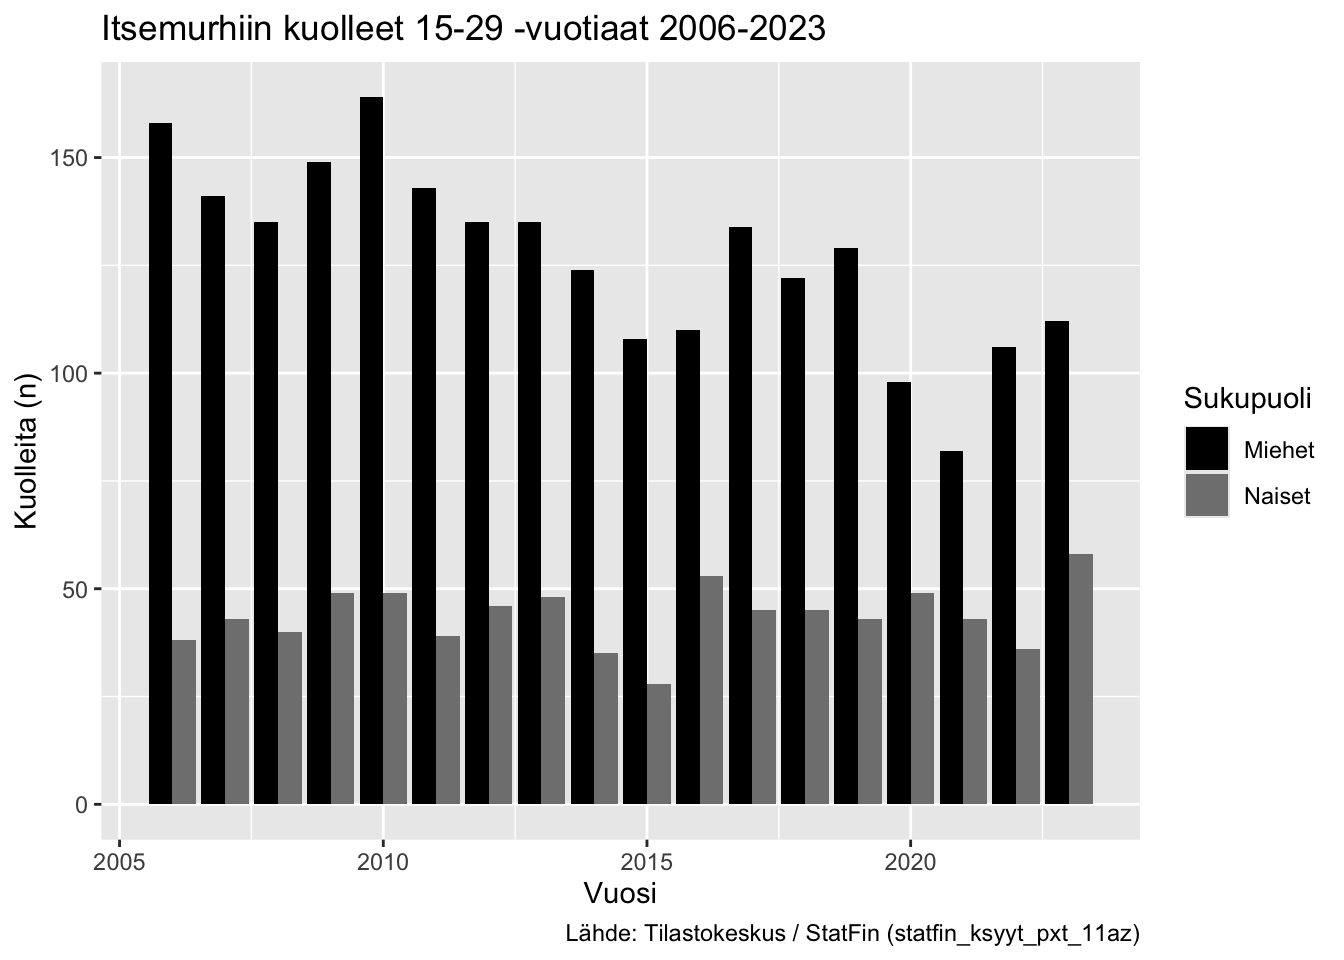 Itsemurhiin kuolleet 15-29 -vuotiaat 2006-2023
150
100
50
0
Kuolleita (n)
2005
2010
2015
2020
Vuosi
Sukupuoli
Miehet
Naiset
Lähde: Tilastokeskus / StatFin (statfin_ksyyt_pxt_11az)